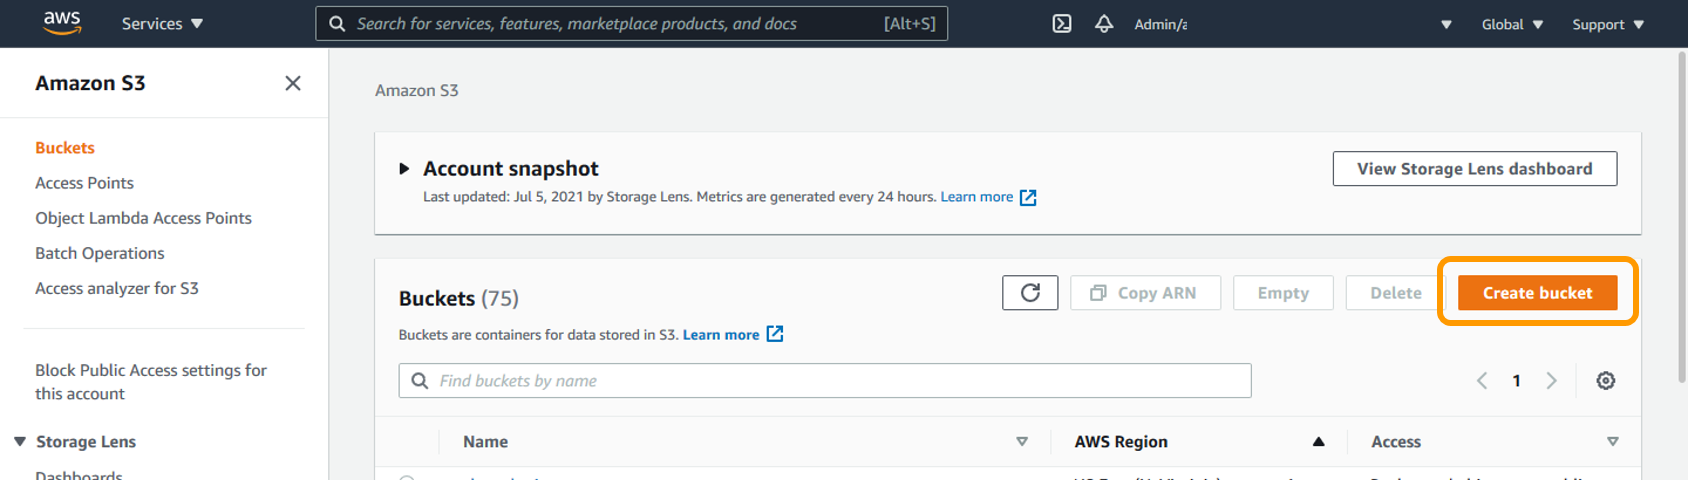 aws Services Search for services, features, marketplace products, and docs [Alt+S] Admin/a Global Support
Amazon S3
Buckets
Access Points
Object Lambda Access Points
Batch Operations
Access analyzer for S3
Block Public Access settings for
this account
Storage Lens
Dashboards
Amazon S3
Account snapshot
View Storage Lens dashboard
Last updated: Jul 5, 2021 by Storage Lens. Metrics are generated every 24 hours. Learn more
Buckets (75)
Copy ARN Empty Delete Create bucket
Buckets are containers for data stored in S3. Learn more
Find buckets by name
1
Name AWS Region Access